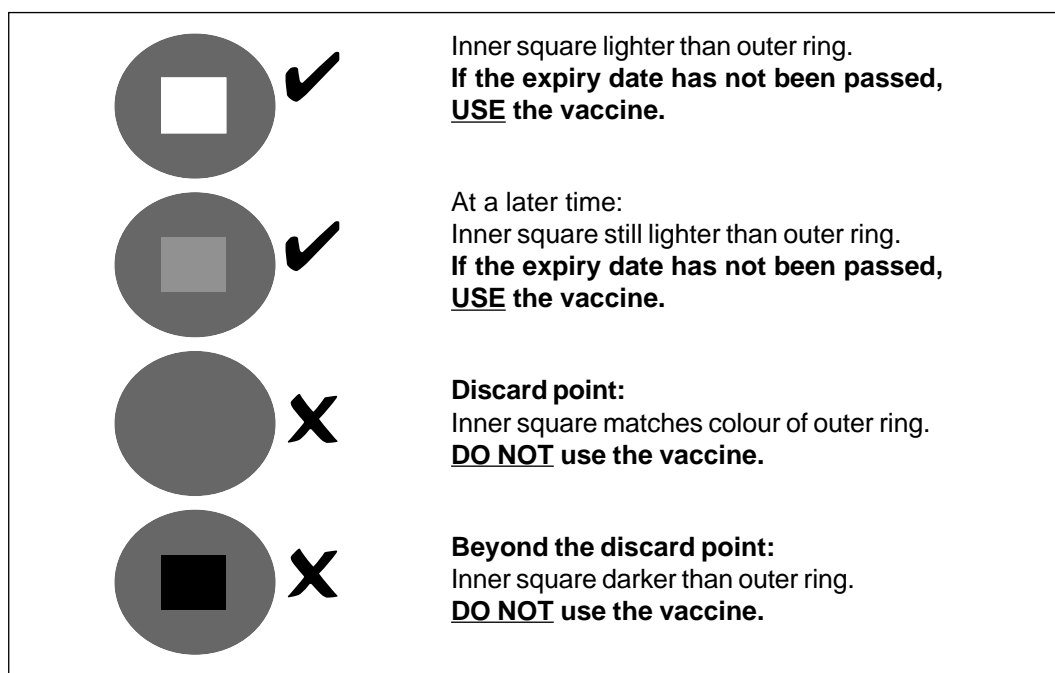 Inner square lighter than outer ring.
If the expiry date has not been passed,
USE the vaccine.
At a later time:
Inner square still lighter than outer ring.
If the expiry date has not been passed,
USE the vaccine.
Discard point:
Inner square matches colour of outer ring.
DO NOT use the vaccine.
Beyond the discard point:
Inner square darker than outer ring.
DO NOT use the vaccine.